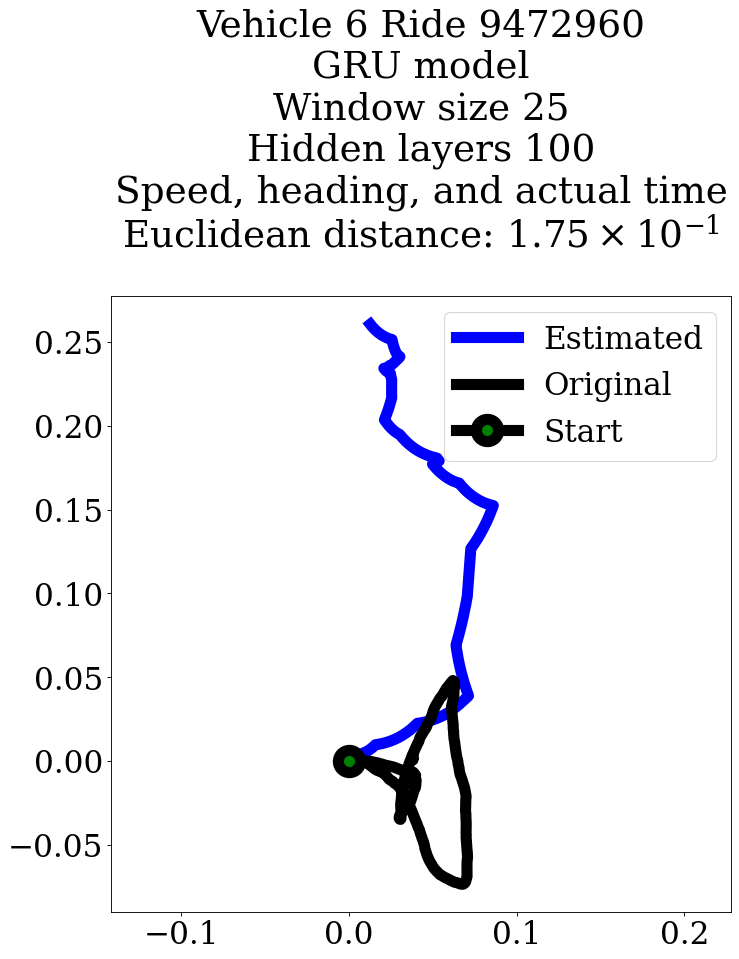 Vehicle 6 Ride 9472960
GRU model
Window size 25
Hidden layers 100
Speed, heading, and actual time
Euclidean distance: 1.75 × 10⁻¹
Estimated
Original
Start
0.25
0.20
0.15
0.10
0.05
0.00
−0.05
−0.1
0.0
0.1
0.2